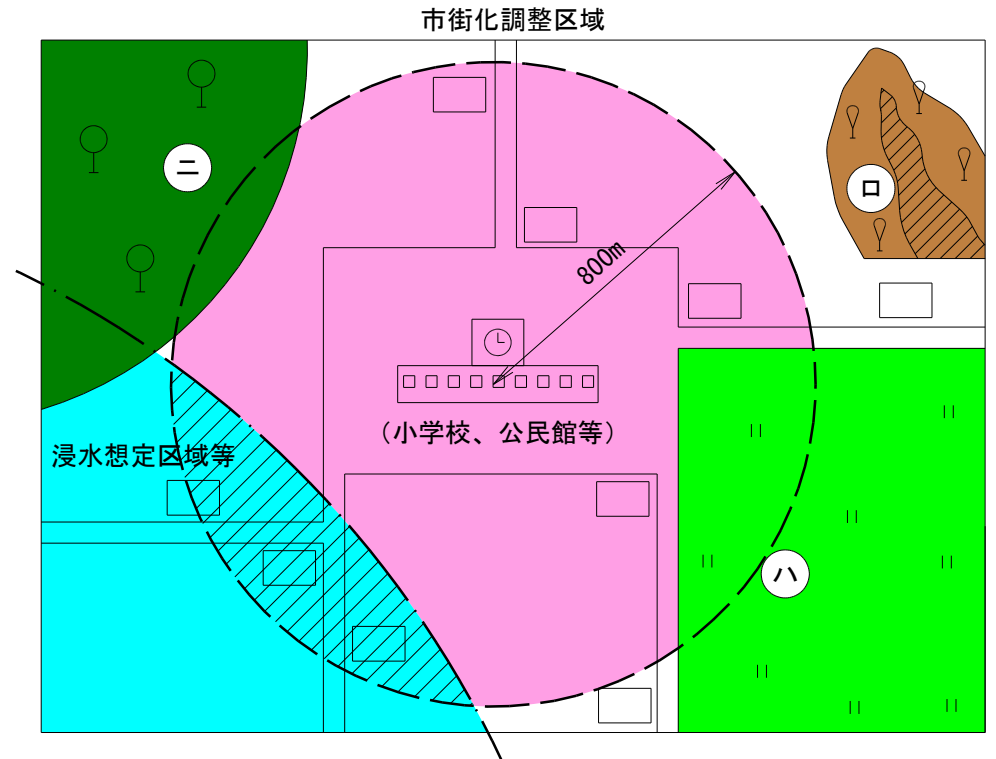 市街化調整区域
ニ
ロ
800m
(小学校、公民館等)
浸水想定区域等
ハ